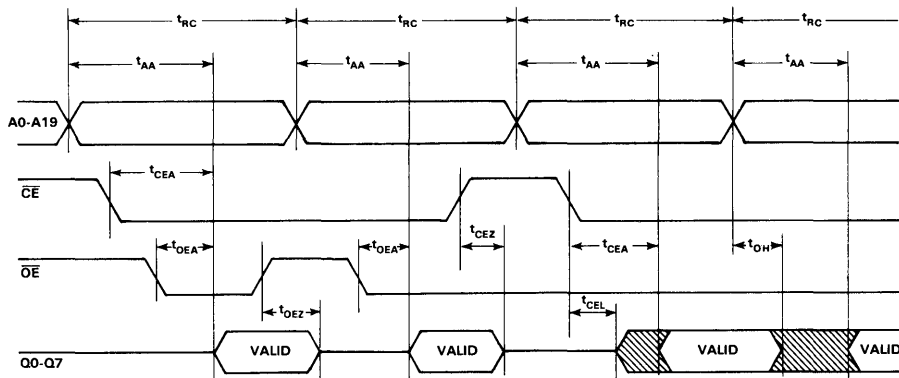 tRC tRC tRC tRC
tAA tAA tAA tAA
A0-A19
tCEA
CE
tCEZ
tOEA tOEA tCEA tOH
OE
tOEZ tCEL
VALID VALID VALID VALID
Q0-Q7